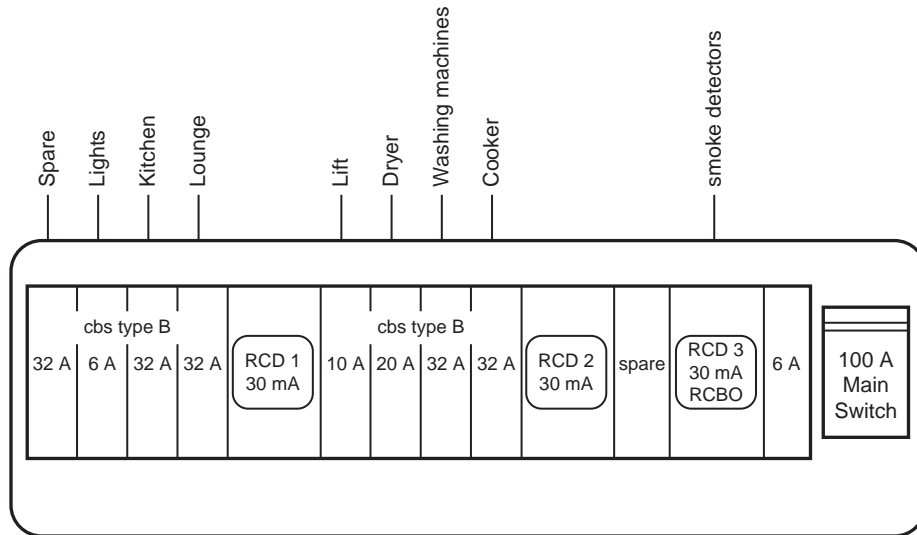 Spare
Lights
Kitchen
Lounge
Lift
Dryer
Washing machines
Cooker
smoke detectors
cbs type B
32 A
6 A
32 A
32 A
RCD 1
30 mA
cbs type B
10 A
20 A
32 A
32 A
RCD 2
30 mA
spare
RCD 3
30 mA
RCBO
6 A
100 A
Main
Switch